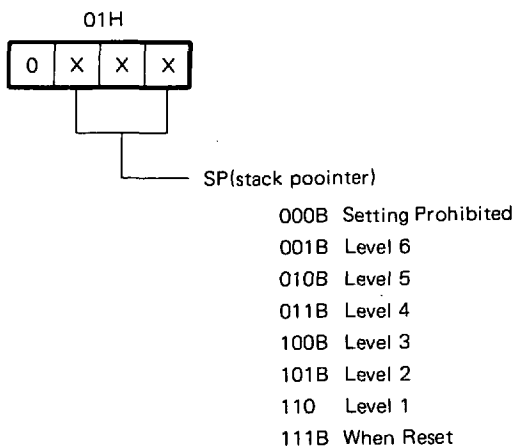 01H
0 X X X
SP(stack poointer)
000B Setting Prohibited
001B Level 6
010B Level 5
011B Level 4
100B Level 3
101B Level 2
110 Level 1
111B When Reset